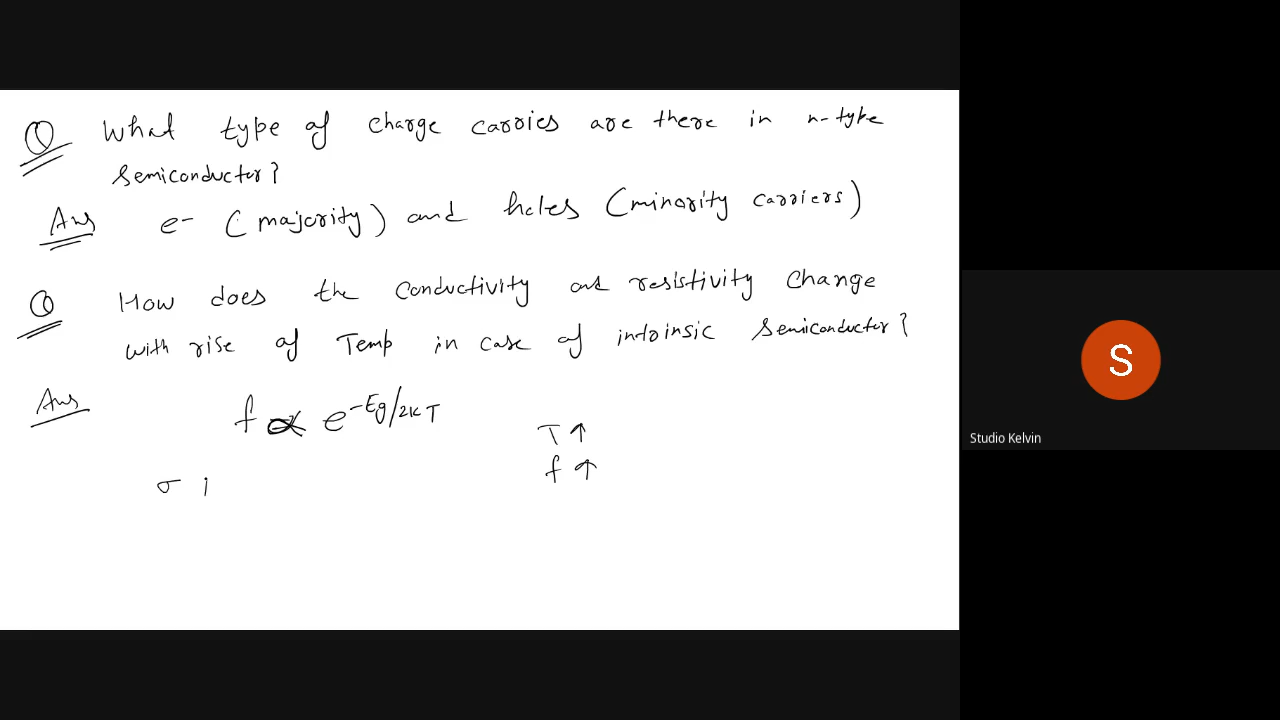 Q What type of charge carries are there in n-type
semiconductor?
Ans e- (majority) and holes (minority carriers)
Q How does the conductivity and resistivity change
with rise of Temp in case of intrinsic semiconductor?
Ans f ∝ e^-Eg/2KT
T↑
f↑
σ
S
Studio Kelvin